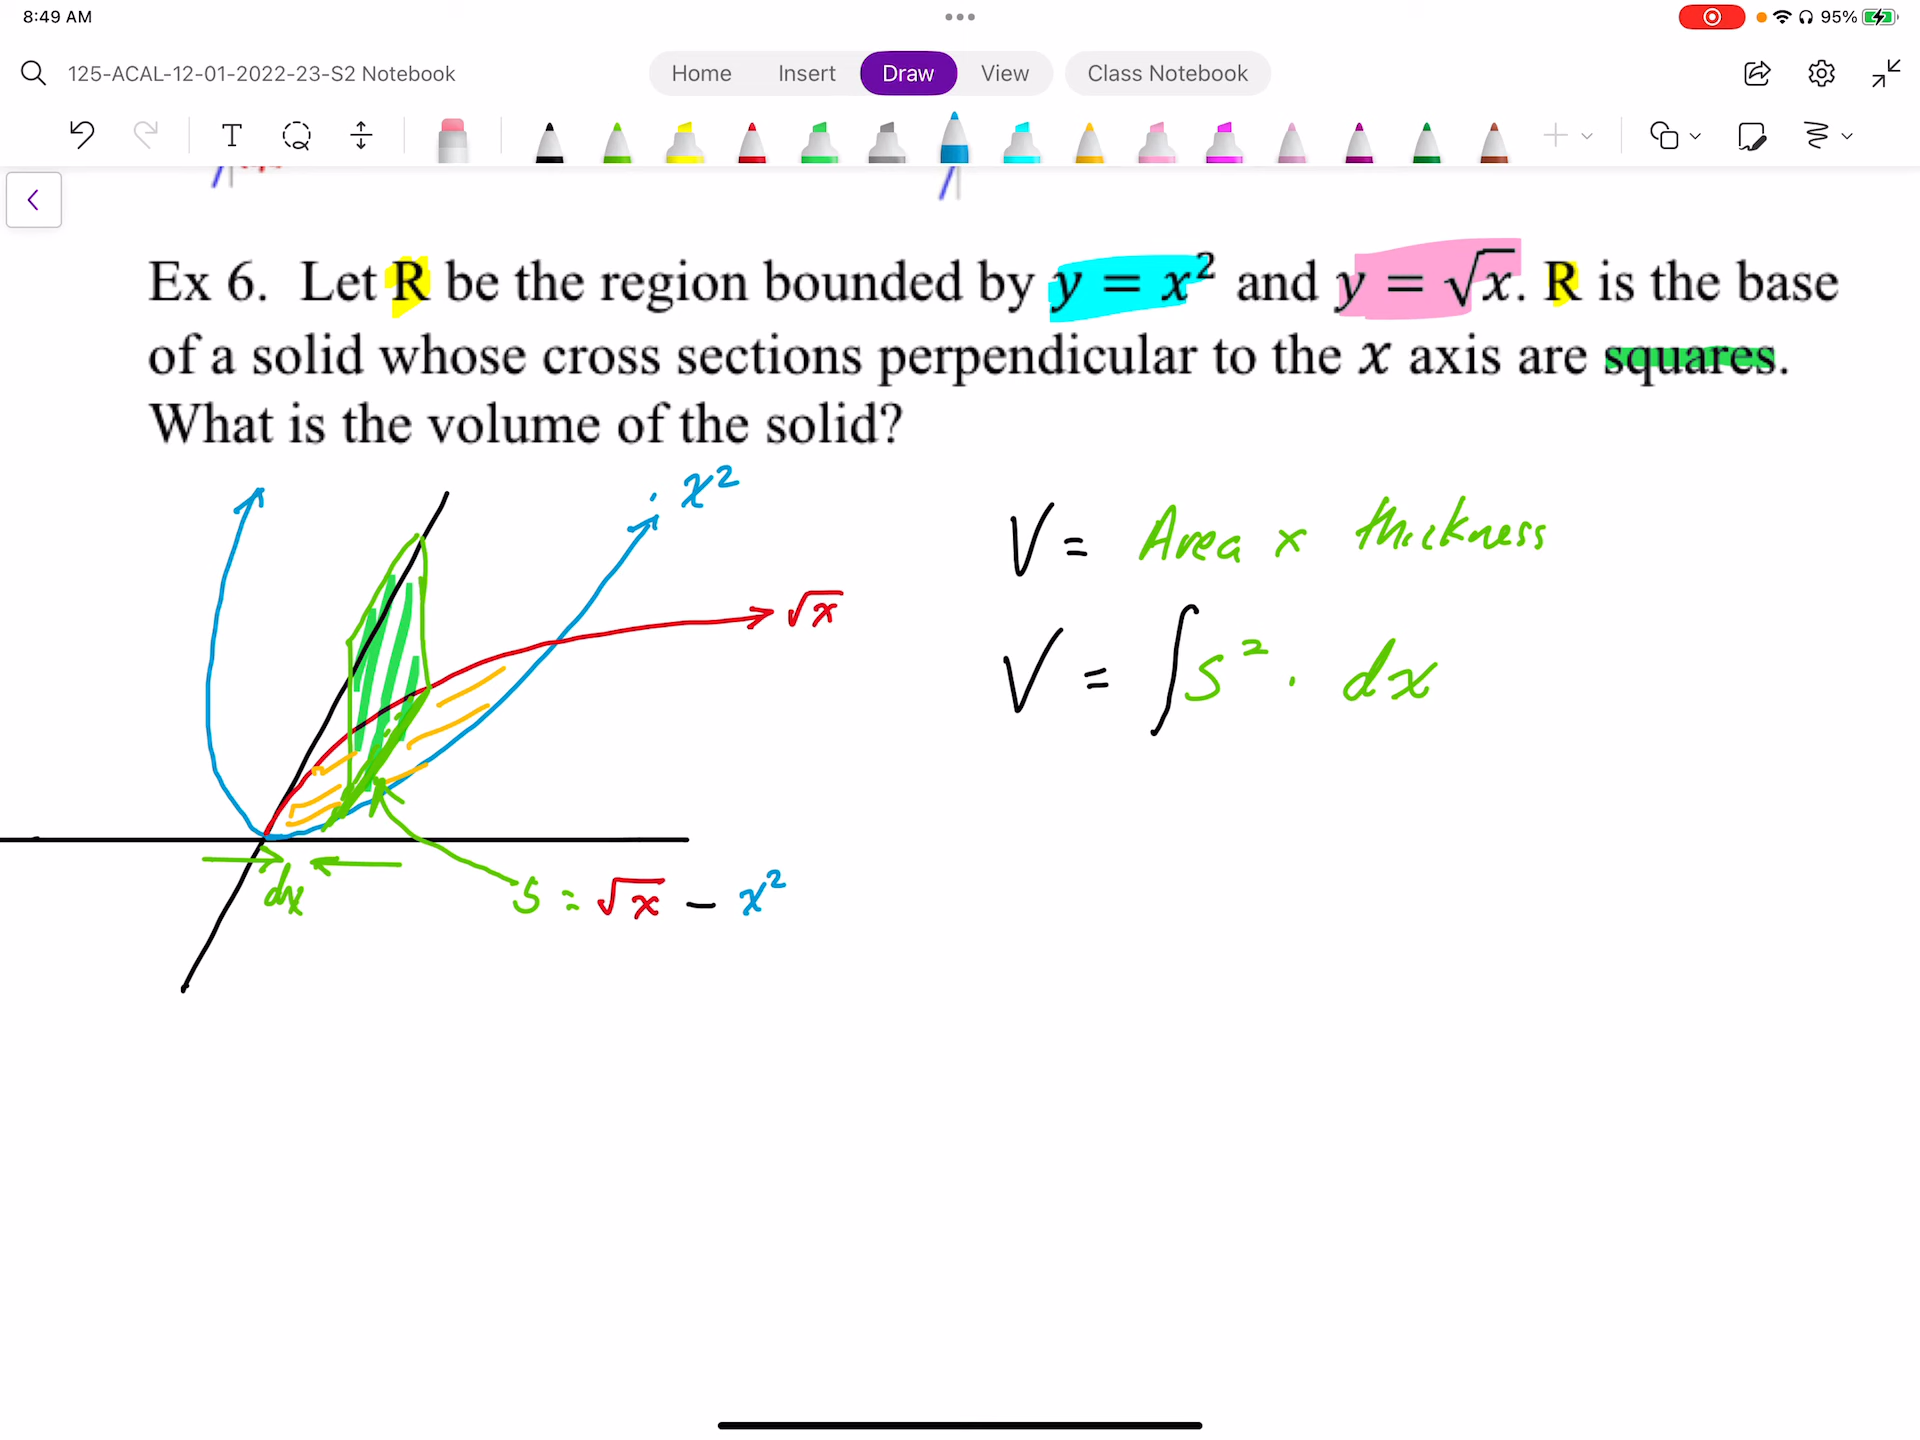 8:49 AM
95%
125-ACAL-12-01-2022-23-S2 Notebook
Home Insert Draw View Class Notebook
T
Ex 6. Let R be the region bounded by y = x² and y = √x. R is the base
of a solid whose cross sections perpendicular to the x axis are squares.
What is the volume of the solid?
x²
√x
dx
S = √x − x²
V = Area x thickness
V = ∫ S² · dx